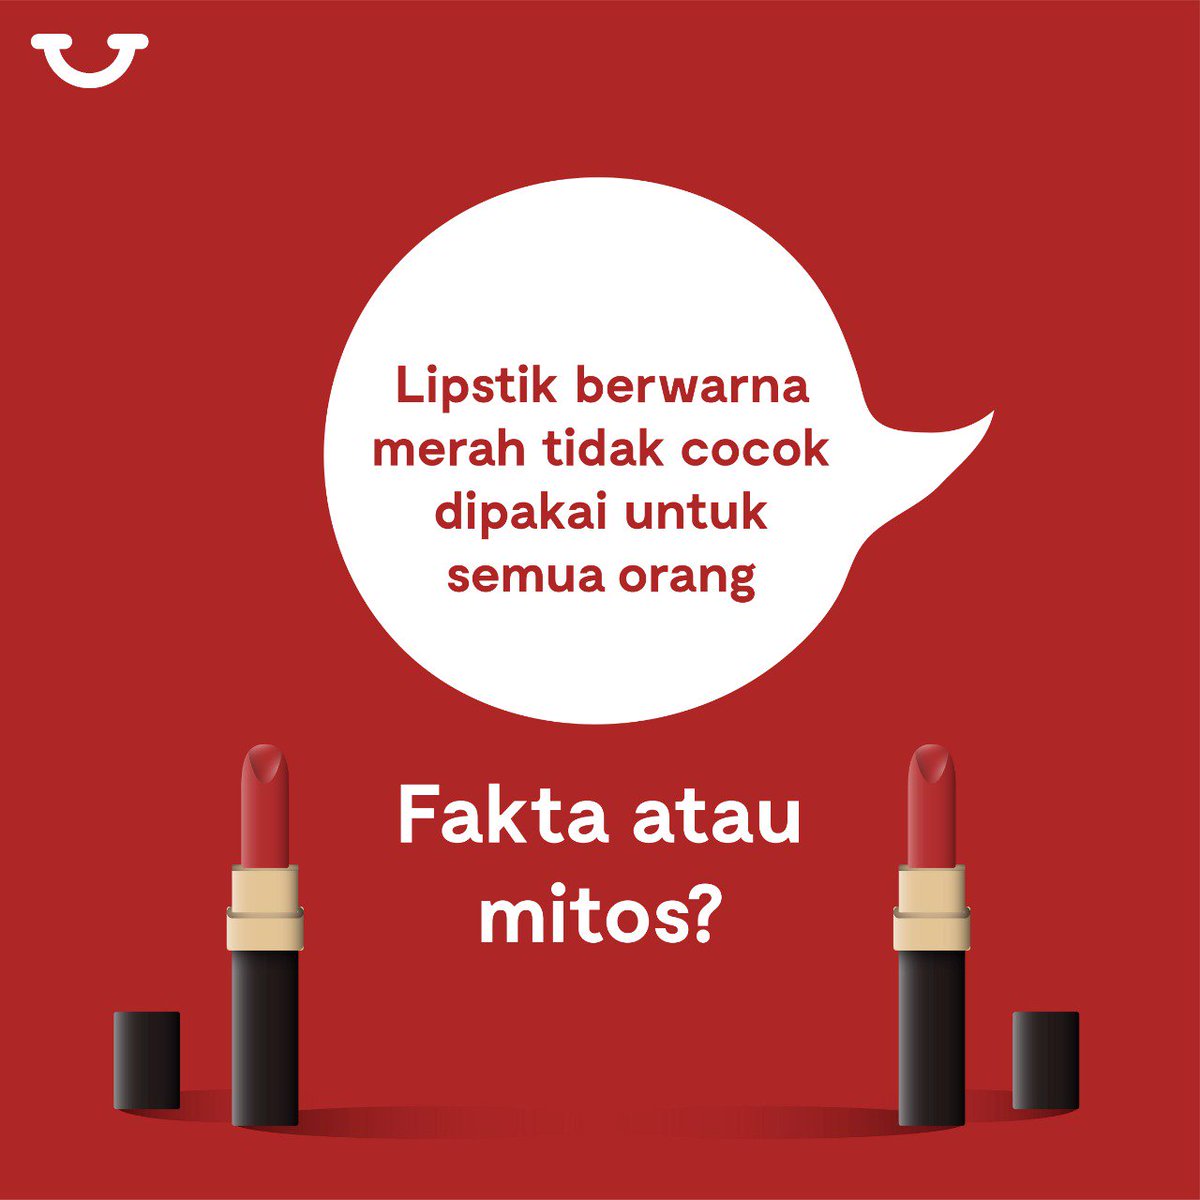 Lipstik berwarna
merah tidak cocok
dipakai untuk
semua orang
Fakta atau
mitos?